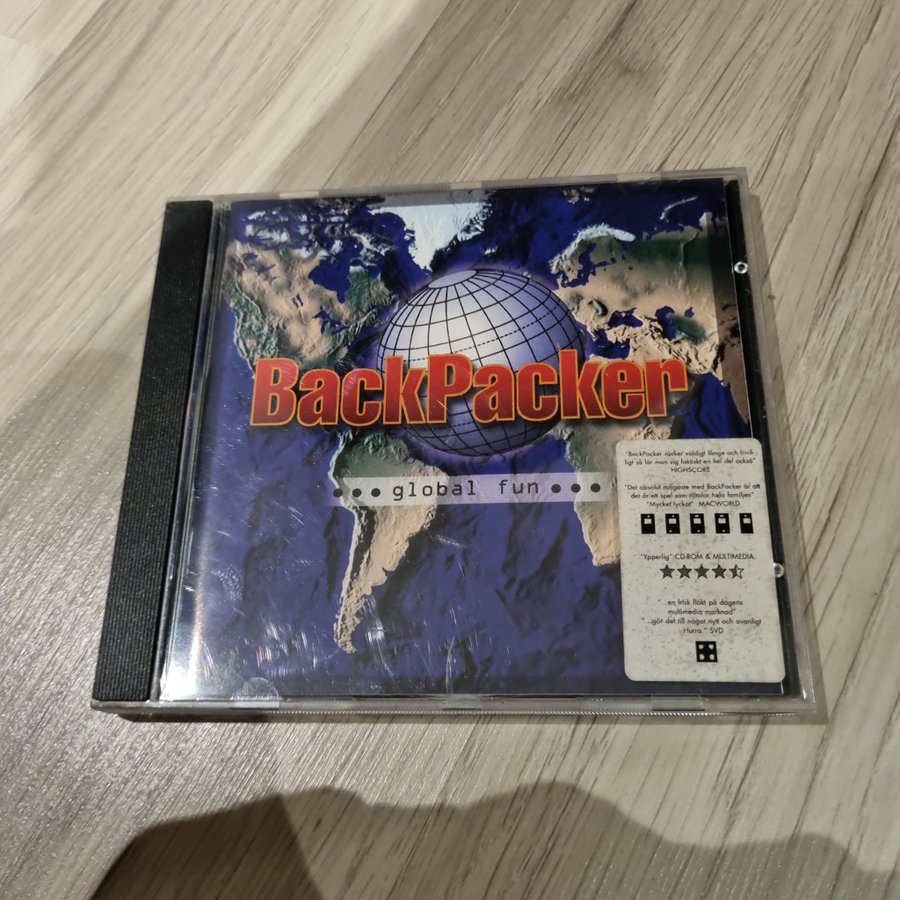 BackPacker
global fun
"BackPacker räcker väldigt länge och frivil-
ligt så får man sig faktiskt en hel del också"
HIGHSCORE
"Det absolut roligaste med BackPacker är att
det är ett spel som tilltalar hela familjen"
"Mycket lyckat" MACWORLD
"Ypperlig" CD-ROM & MULTIMEDIA
"...en frisk fläkt på dagens
multimedia marknad"
"...gör det till något nytt och ovanligt
Hurra." SVD